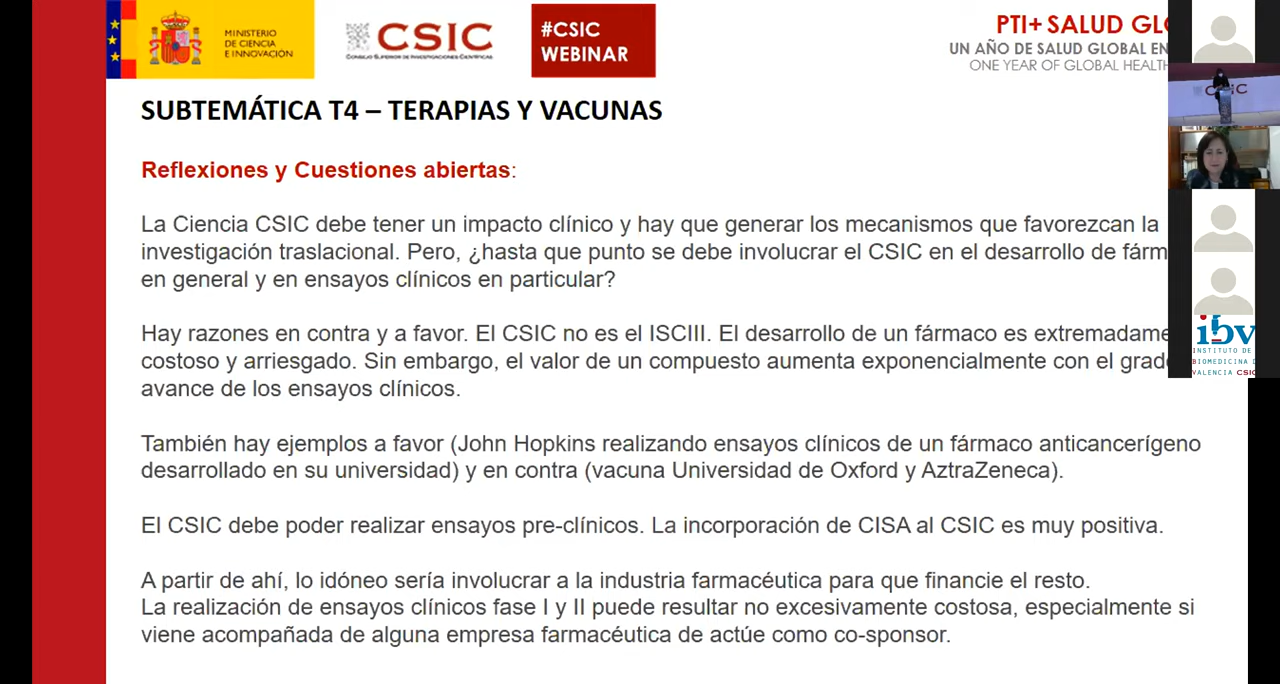 MINISTERIO
DE CIENCIA
E INNOVACIÓN
CSIC
CONSEJO SUPERIOR DE INVESTIGACIONES CIENTÍFICAS
#CSIC
WEBINAR
PTI+ SALUD
UN AÑO DE SALUD GLOBAL
ONE YEAR OF GLOBAL
CSIC
SUBTEMÁTICA T4 – TERAPIAS Y VACUNAS
Reflexiones y Cuestiones abiertas:
La Ciencia CSIC debe tener un impacto clínico y hay que generar los mecanismos que favorezcan la
investigación traslacional. Pero, ¿hasta que punto se debe involucrar el CSIC en el desarrollo de
en general y en ensayos clínicos en particular?
Hay razones en contra y a favor. El CSIC no es el ISCIII. El desarrollo de un fármaco es
costoso y arriesgado. Sin embargo, el valor de un compuesto aumenta exponencialmente con el
avance de los ensayos clínicos.
También hay ejemplos a favor (John Hopkins realizando ensayos clínicos de un fármaco anticancerígeno
desarrollado en su universidad) y en contra (vacuna Universidad de Oxford y AztraZeneca).
El CSIC debe poder realizar ensayos pre-clínicos. La incorporación de CISA al CSIC es muy positiva.
A partir de ahí, lo idóneo sería involucrar a la industria farmacéutica para que financie el resto.
La realización de ensayos clínicos fase I y II puede resultar no excesivamente costosa, especialmente si
viene acompañada de alguna empresa farmacéutica de actúe como co-sponsor.
ibv
INSTITUTO DE
BIOMEDICINA
VALENCIA CSIC